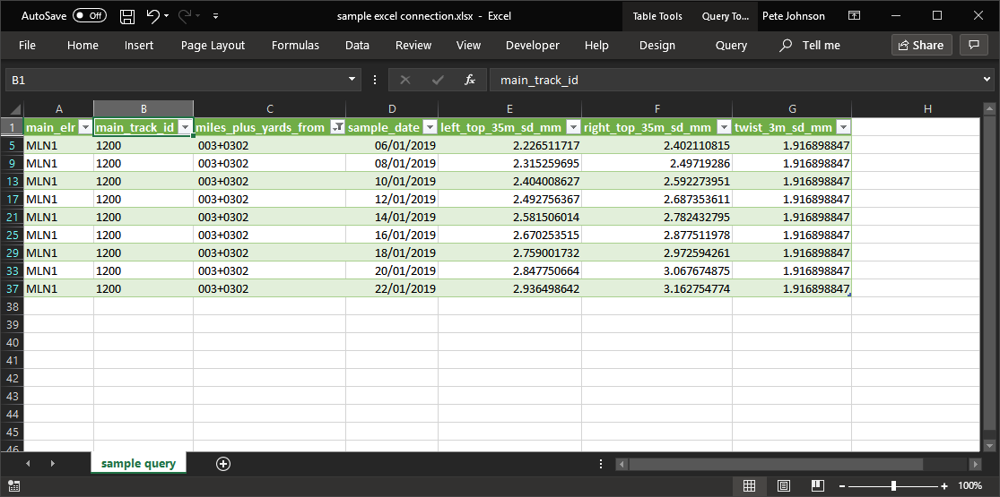 AutoSave Off sample excel connection.xlsx - Excel Table Tools Query To... Pete Johnson
File Home Insert Page Layout Formulas Data Review View Developer Help Design Query Tell me Share
B1 fx main_track_id
A B C D E F G H
1 main_elr main_track_id miles_plus_yards_from sample_date left_top_35m_sd_mm right_top_35m_sd_mm twist_3m_sd_mm
5 MLN1 1200 003+0302 06/01/2019 2.226511717 2.402110815 1.916898847
9 MLN1 1200 003+0302 08/01/2019 2.315259695 2.49719286 1.916898847
13 MLN1 1200 003+0302 10/01/2019 2.404008627 2.592273951 1.916898847
17 MLN1 1200 003+0302 12/01/2019 2.492756367 2.687353611 1.916898847
21 MLN1 1200 003+0302 14/01/2019 2.581506014 2.782432795 1.916898847
25 MLN1 1200 003+0302 16/01/2019 2.670253515 2.877511978 1.916898847
29 MLN1 1200 003+0302 18/01/2019 2.759001732 2.972594261 1.916898847
33 MLN1 1200 003+0302 20/01/2019 2.847750664 3.067674875 1.916898847
37 MLN1 1200 003+0302 22/01/2019 2.936498642 3.162754774 1.916898847
38
39
40
41
42
43
44
45
46
sample query
100%